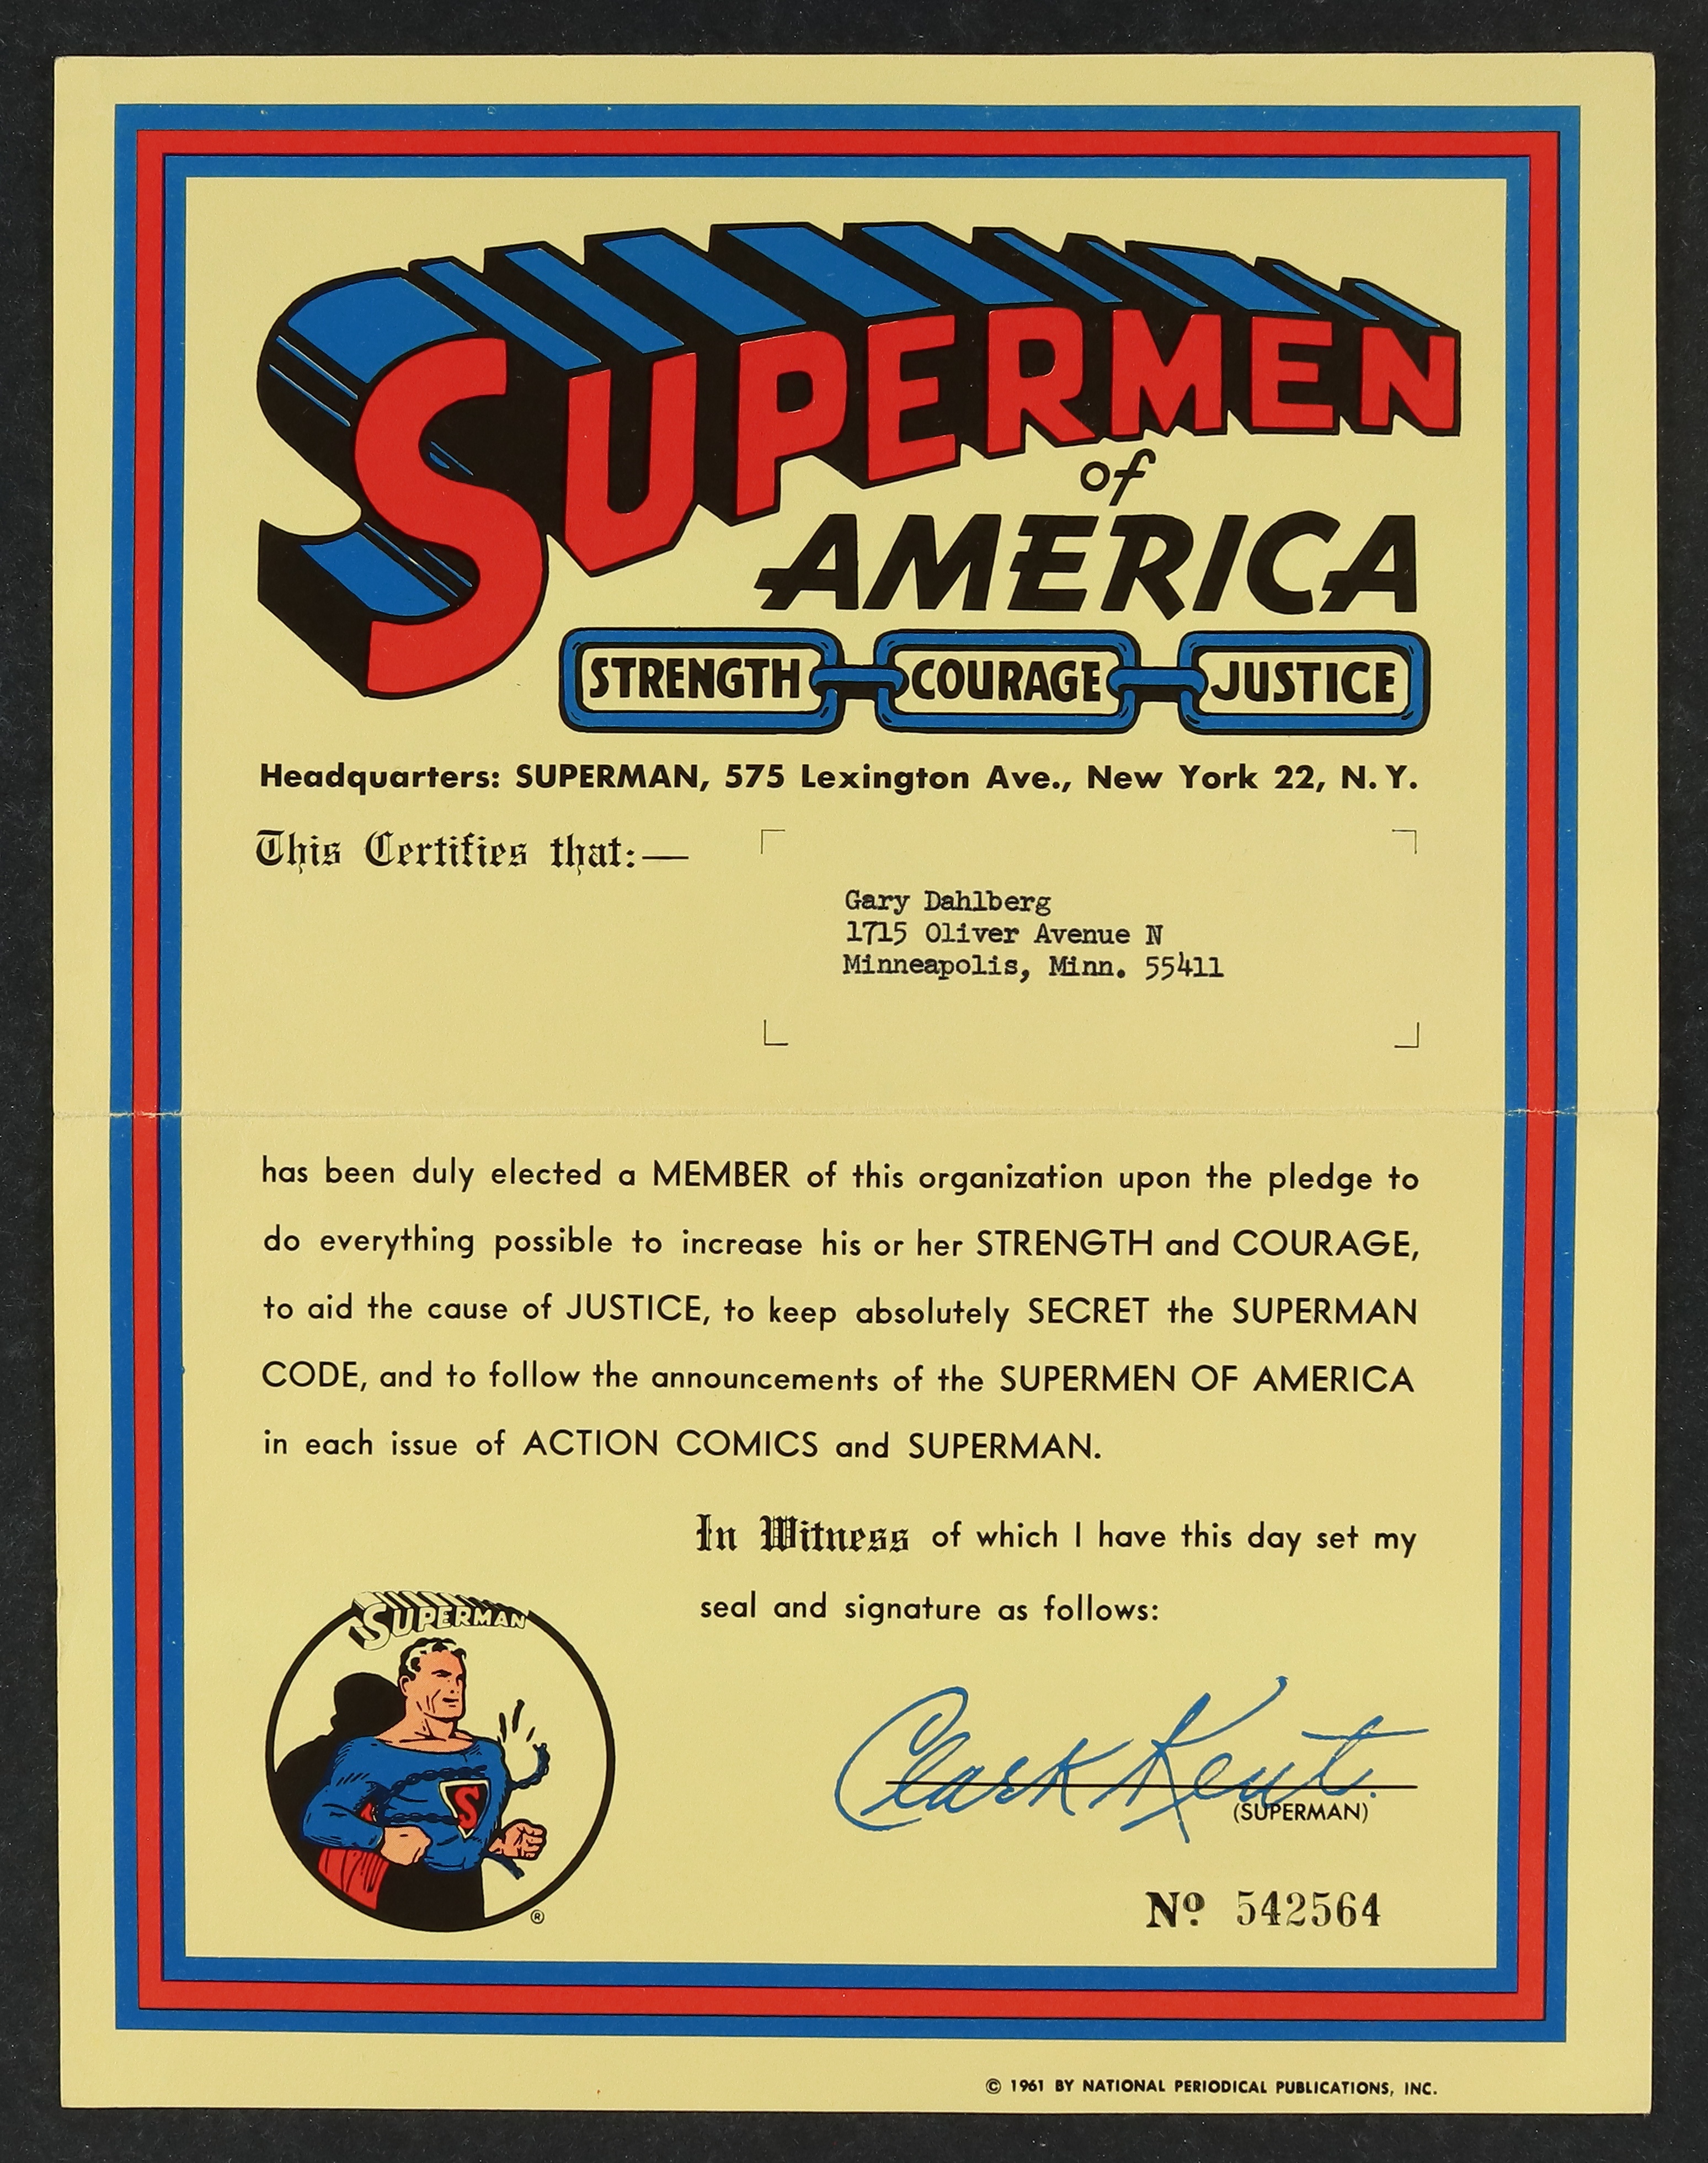 SUPERMEN
of
AMERICA
STRENGTH COURAGE JUSTICE
Headquarters: SUPERMAN, 575 Lexington Ave., New York 22, N.Y.
This Certifies that:—
Gary Dahlberg
1715 Oliver Avenue N
Minneapolis, Minn. 55411
has been duly elected a MEMBER of this organization upon the pledge to
do everything possible to increase his or her STRENGTH and COURAGE,
to aid the cause of JUSTICE, to keep absolutely SECRET the SUPERMAN
CODE, and to follow the announcements of the SUPERMEN OF AMERICA
in each issue of ACTION COMICS and SUPERMAN.
In Witness of which I have this day set my
seal and signature as follows:
SUPERMAN
S
®
Clark Kent.
(SUPERMAN)
Nº 542564
© 1961 BY NATIONAL PERIODICAL PUBLICATIONS, INC.